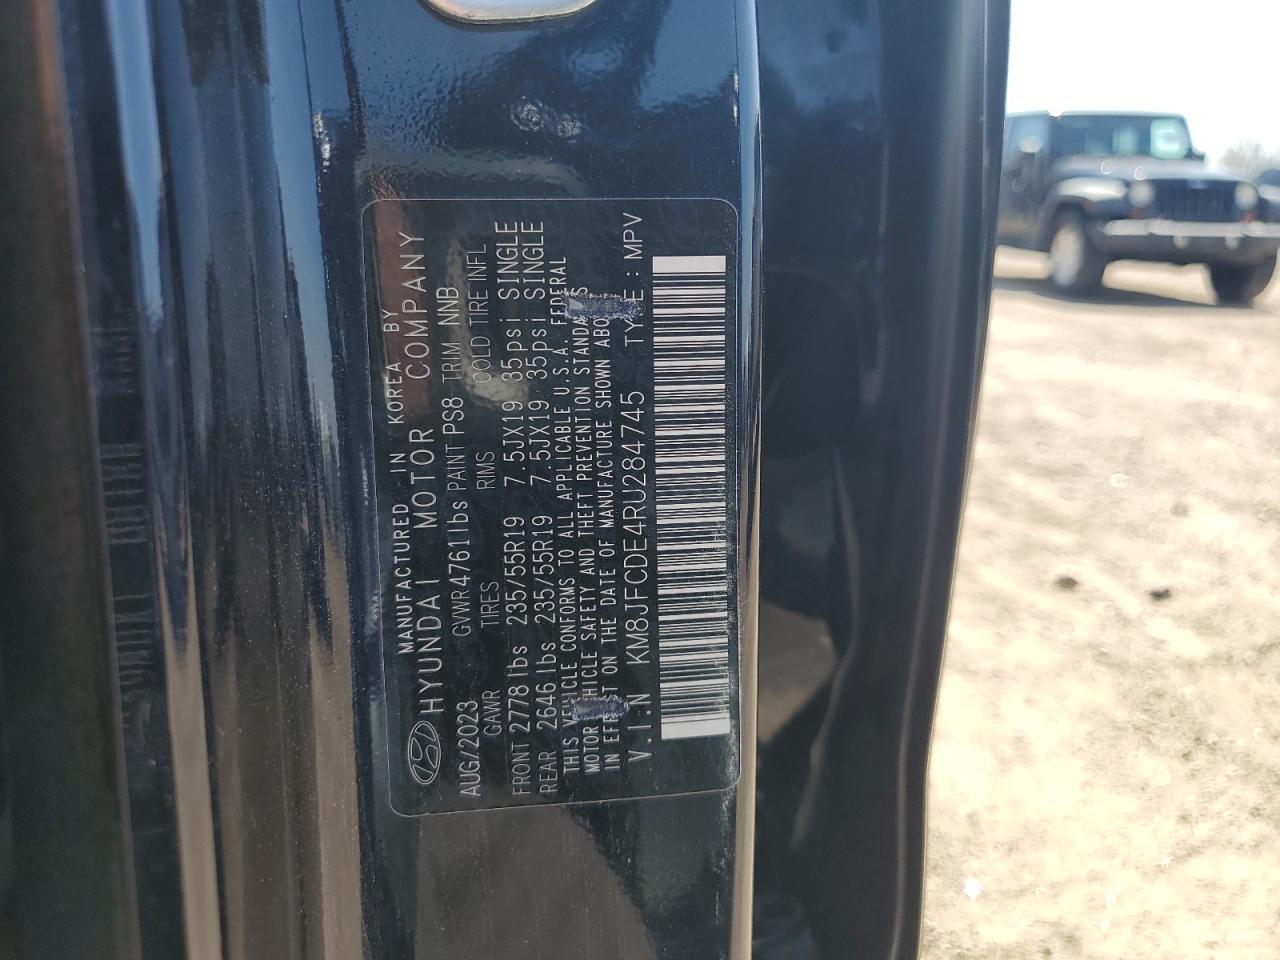 MANUFACTURED IN KOREA BY
HYUNDAI MOTOR COMPANY
AUG/2023 GVWR4761lbs PAINT PS8 TRIM NNB
GAWR TIRES RIMS COLD TIRE INFL
FRONT 2778lbs 235/55R19 7.5JX19 35psi SINGLE
REAR 2646lbs 235/55R19 7.5JX19 35psi SINGLE
THIS VEHICLE CONFORMS TO ALL APPLICABLE U.S.A. FEDERAL
MOTOR VEHICLE SAFETY AND THEFT PREVENTION STANDARDS
IN EFFECT ON THE DATE OF MANUFACTURE SHOWN ABOVE
V.I.N KM8JFCDE4RU284745 TYPE : MPV